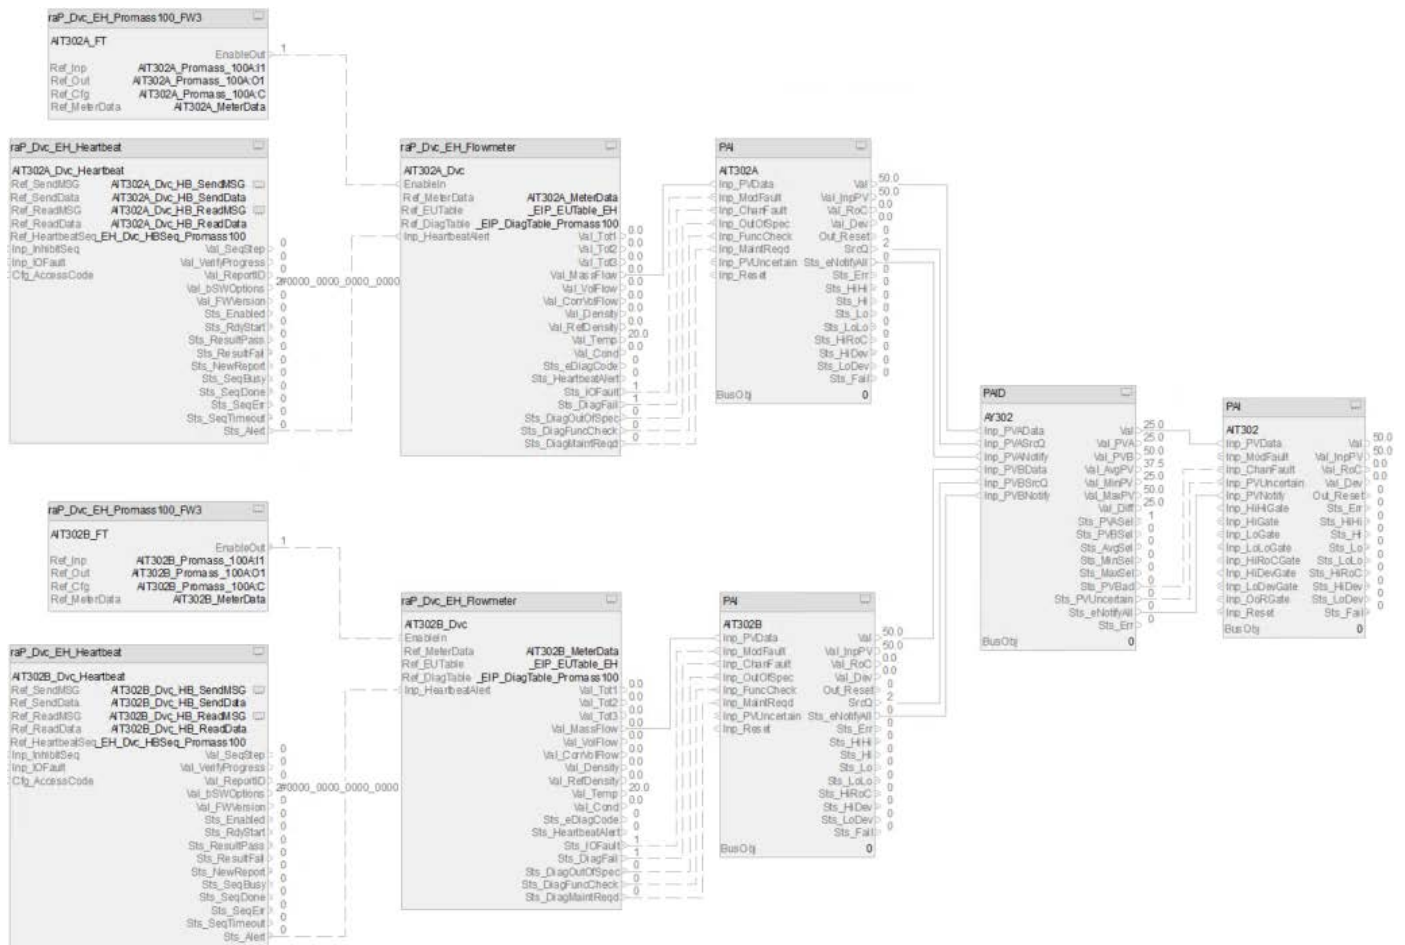 raP_Dvc_EH_Promass100_FW3
AIT302A_FT
EnableOut
1
Ref_Inp AIT302A_Promass_100A:I1
Ref_Out AIT302A_Promass_100A:O1
Ref_Cfg AIT302A_Promass_100A:C
Ref_MeterData AIT302A_MeterData
raP_Dvc_EH_Heartbeat
AIT302A_Dvc_Heartbeat
Ref_SendMSG AIT302A_Dvc_HB_SendMSG
Ref_SendData AIT302A_Dvc_HB_SendData
Ref_ReadMSG AIT302A_Dvc_HB_ReadMSG
Ref_ReadData AIT302A_Dvc_HB_ReadData
Ref_HeartbeatSeq _EH_Dvc_HBSeq_Promass100
Inp_InhibitSeq Val_SeqStep 0
Inp_IOFault Val_VerifyProgress 0
Cfg_AccessCode Val_ReportID 0
Val_bSWOptions 2#0000_0000_0000_0000
Val_FWVersion 0
Sts_Enabled 0
Sts_RdyStart 0
Sts_ResultPass 0
Sts_ResultFail 0
Sts_NewReport 0
Sts_SeqBusy 0
Sts_SeqDone 0
Sts_SeqErr 0
Sts_SeqTimeout 0
Sts_Alert 0
raP_Dvc_EH_Flowmeter
AIT302A_Dvc
EnableIn
Ref_MeterData AIT302A_MeterData
Ref_EUTable _EIP_EUTable_EH
Ref_DiagTable _EIP_DiagTable_Promass100
Inp_HeartbeatAlert Val_Tot1 0.0
Val_Tot2 0.0
Val_Tot3 0.0
Val_MassFlow 0.0
Val_VolFlow 0.0
Val_CorrVolFlow 0.0
Val_Density 0.0
Val_RefDensity 0.0
Val_Temp 20.0
Val_Cond 0.0
Sts_eDiagCode 0
Sts_HeartbeatAlert 0
Sts_IOFault 1
Sts_DiagFail 1
Sts_DiagOutOfSpec 0
Sts_DiagFuncCheck 0
Sts_DiagMaintReqd 0
PAI
AIT302A
Inp_PVData Val 50.0
Inp_ModFault Val_InpPV 50.0
Inp_ChanFault Val_RoC 0.0
Inp_OutOfSpec Val_Dev 0.0
Inp_FuncCheck Out_Reset 0
Inp_MaintReqd SrcQ 2
Inp_PVUncertain Sts_eNotifyAll 0
Inp_Reset Sts_Err 0
Sts_HiHi 0
Sts_Hi 0
Sts_Lo 0
Sts_LoLo 0
Sts_HiRoC 0
Sts_HiDev 0
Sts_LoDev 0
Sts_Fail 0
BusObj 0
PAID
AY302
Inp_PVAData Val 25.0
Inp_PVASrcQ Val_PVA 25.0
Inp_PVANotify Val_PVB 50.0
Inp_PVBData Val_AvgPV 37.5
Inp_PVBSrcQ Val_MinPV 25.0
Inp_PVBNotify Val_MaxPV 50.0
Val_Diff 25.0
Sts_PVASel 1
Sts_PVBSel 0
Sts_AvgSel 0
Sts_MinSel 0
Sts_MaxSel 0
Sts_PVBad 0
Sts_PVUncertain 0
Sts_eNotifyAll 0
Sts_Err 0
BusObj 0
PAI
AIT302
Inp_PVData Val 50.0
Inp_ModFault Val_InpPV 50.0
Inp_ChanFault Val_RoC 0.0
Inp_PVUncertain Val_Dev 0.0
Inp_PVNotify Out_Reset 0
Inp_HiHiGate Sts_Err 0
Inp_HiGate Sts_HiHi 0
Inp_LoGate Sts_Hi 0
Inp_LoLoGate Sts_Lo 0
Inp_HiRoCGate Sts_LoLo 0
Inp_HiDevGate Sts_HiRoC 0
Inp_LoDevGate Sts_HiDev 0
Inp_OoRGate Sts_LoDev 0
Inp_Reset Sts_Fail 0
BusObj 0
raP_Dvc_EH_Promass100_FW3
AIT302B_FT
EnableOut
1
Ref_Inp AIT302B_Promass_100A:I1
Ref_Out AIT302B_Promass_100A:O1
Ref_Cfg AIT302B_Promass_100A:C
Ref_MeterData AIT302B_MeterData
raP_Dvc_EH_Heartbeat
AIT302B_Dvc_Heartbeat
Ref_SendMSG AIT302B_Dvc_HB_SendMSG
Ref_SendData AIT302B_Dvc_HB_SendData
Ref_ReadMSG AIT302B_Dvc_HB_ReadMSG
Ref_ReadData AIT302B_Dvc_HB_ReadData
Ref_HeartbeatSeq _EH_Dvc_HBSeq_Promass100
Inp_InhibitSeq Val_SeqStep 0
Inp_IOFault Val_VerifyProgress 0
Cfg_AccessCode Val_ReportID 0
Val_bSWOptions 2#0000_0000_0000_0000
Val_FWVersion 0
Sts_Enabled 0
Sts_RdyStart 0
Sts_ResultPass 0
Sts_ResultFail 0
Sts_NewReport 0
Sts_SeqBusy 0
Sts_SeqDone 0
Sts_SeqErr 0
Sts_SeqTimeout 0
Sts_Alert 0
raP_Dvc_EH_Flowmeter
AIT302B_Dvc
EnableIn
Ref_MeterData AIT302B_MeterData
Ref_EUTable _EIP_EUTable_EH
Ref_DiagTable _EIP_DiagTable_Promass100
Inp_HeartbeatAlert Val_Tot1 0.0
Val_Tot2 0.0
Val_Tot3 0.0
Val_MassFlow 0.0
Val_VolFlow 0.0
Val_CorrVolFlow 0.0
Val_Density 0.0
Val_RefDensity 0.0
Val_Temp 20.0
Val_Cond 0.0
Sts_eDiagCode 0
Sts_HeartbeatAlert 0
Sts_IOFault 1
Sts_DiagFail 1
Sts_DiagOutOfSpec 0
Sts_DiagFuncCheck 0
Sts_DiagMaintReqd 0
PAI
AIT302B
Inp_PVData Val 50.0
Inp_ModFault Val_InpPV 50.0
Inp_ChanFault Val_RoC 0.0
Inp_OutOfSpec Val_Dev 0.0
Inp_FuncCheck Out_Reset 0
Inp_MaintReqd SrcQ 2
Inp_PVUncertain Sts_eNotifyAll 0
Inp_Reset Sts_Err 0
Sts_HiHi 0
Sts_Hi 0
Sts_Lo 0
Sts_LoLo 0
Sts_HiRoC 0
Sts_HiDev 0
Sts_LoDev 0
Sts_Fail 0
BusObj 0